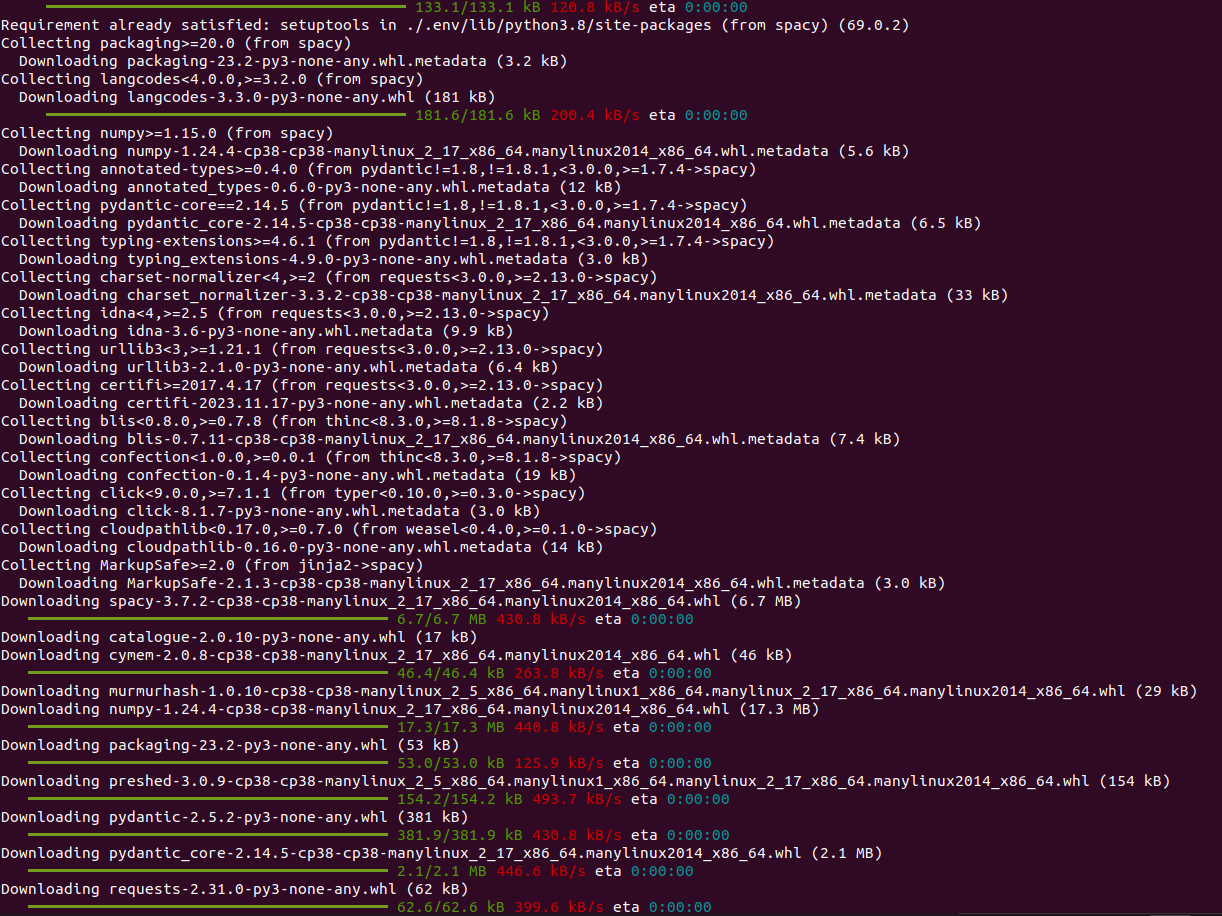 133.1/133.1 kB 120.8 kB/s eta 0:00:00
Requirement already satisfied: setuptools in ./.env/lib/python3.8/site-packages (from spacy) (69.0.2)
Collecting packaging>=20.0 (from spacy)
  Downloading packaging-23.2-py3-none-any.whl.metadata (3.2 kB)
Collecting langcodes<4.0.0,>=3.2.0 (from spacy)
  Downloading langcodes-3.3.0-py3-none-any.whl (181 kB)
181.6/181.6 kB 200.4 kB/s eta 0:00:00
Collecting numpy>=1.15.0 (from spacy)
  Downloading numpy-1.24.4-cp38-cp38-manylinux_2_17_x86_64.manylinux2014_x86_64.whl.metadata (5.6 kB)
Collecting annotated-types>=0.4.0 (from pydantic!=1.8,!=1.8.1,<3.0.0,>=1.7.4->spacy)
  Downloading annotated_types-0.6.0-py3-none-any.whl.metadata (12 kB)
Collecting pydantic-core==2.14.5 (from pydantic!=1.8,!=1.8.1,<3.0.0,>=1.7.4->spacy)
  Downloading pydantic_core-2.14.5-cp38-cp38-manylinux_2_17_x86_64.manylinux2014_x86_64.whl.metadata (6.5 kB)
Collecting typing-extensions>=4.6.1 (from pydantic!=1.8,!=1.8.1,<3.0.0,>=1.7.4->spacy)
  Downloading typing_extensions-4.9.0-py3-none-any.whl.metadata (3.0 kB)
Collecting charset-normalizer<4,>=2 (from requests<3.0.0,>=2.13.0->spacy)
  Downloading charset_normalizer-3.3.2-cp38-cp38-manylinux_2_17_x86_64.manylinux2014_x86_64.whl.metadata (33 kB)
Collecting idna<4,>=2.5 (from requests<3.0.0,>=2.13.0->spacy)
  Downloading idna-3.6-py3-none-any.whl.metadata (9.9 kB)
Collecting urllib3<3,>=1.21.1 (from requests<3.0.0,>=2.13.0->spacy)
  Downloading urllib3-2.1.0-py3-none-any.whl.metadata (6.4 kB)
Collecting certifi>=2017.4.17 (from requests<3.0.0,>=2.13.0->spacy)
  Downloading certifi-2023.11.17-py3-none-any.whl.metadata (2.2 kB)
Collecting blis<0.8.0,>=0.7.8 (from thinc<8.3.0,>=8.1.8->spacy)
  Downloading blis-0.7.11-cp38-cp38-manylinux_2_17_x86_64.manylinux2014_x86_64.whl.metadata (7.4 kB)
Collecting confection<1.0.0,>=0.0.1 (from thinc<8.3.0,>=8.1.8->spacy)
  Downloading confection-0.1.4-py3-none-any.whl.metadata (19 kB)
Collecting click<9.0.0,>=7.1.1 (from typer<0.10.0,>=0.3.0->spacy)
  Downloading click-8.1.7-py3-none-any.whl.metadata (3.0 kB)
Collecting cloudpathlib<0.17.0,>=0.7.0 (from weasel<0.4.0,>=0.1.0->spacy)
  Downloading cloudpathlib-0.16.0-py3-none-any.whl.metadata (14 kB)
Collecting MarkupSafe>=2.0 (from jinja2->spacy)
  Downloading MarkupSafe-2.1.3-cp38-cp38-manylinux_2_17_x86_64.manylinux2014_x86_64.whl.metadata (3.0 kB)
Downloading spacy-3.7.2-cp38-cp38-manylinux_2_17_x86_64.manylinux2014_x86_64.whl (6.7 MB)
6.7/6.7 MB 430.8 kB/s eta 0:00:00
Downloading catalogue-2.0.10-py3-none-any.whl (17 kB)
Downloading cymem-2.0.8-cp38-cp38-manylinux_2_17_x86_64.manylinux2014_x86_64.whl (46 kB)
46.4/46.4 kB 263.8 kB/s eta 0:00:00
Downloading murmurhash-1.0.10-cp38-cp38-manylinux_2_5_x86_64.manylinux1_x86_64.manylinux_2_17_x86_64.manylinux2014_x86_64.whl (29 kB)
Downloading numpy-1.24.4-cp38-cp38-manylinux_2_17_x86_64.manylinux2014_x86_64.whl (17.3 MB)
17.3/17.3 MB 440.8 kB/s eta 0:00:00
Downloading packaging-23.2-py3-none-any.whl (53 kB)
53.0/53.0 kB 125.9 kB/s eta 0:00:00
Downloading preshed-3.0.9-cp38-cp38-manylinux_2_5_x86_64.manylinux1_x86_64.manylinux_2_17_x86_64.manylinux2014_x86_64.whl (154 kB)
154.2/154.2 kB 493.7 kB/s eta 0:00:00
Downloading pydantic-2.5.2-py3-none-any.whl (381 kB)
381.9/381.9 kB 430.8 kB/s eta 0:00:00
Downloading pydantic_core-2.14.5-cp38-cp38-manylinux_2_17_x86_64.manylinux2014_x86_64.whl (2.1 MB)
2.1/2.1 MB 446.6 kB/s eta 0:00:00
Downloading requests-2.31.0-py3-none-any.whl (62 kB)
62.6/62.6 kB 399.6 kB/s eta 0:00:00